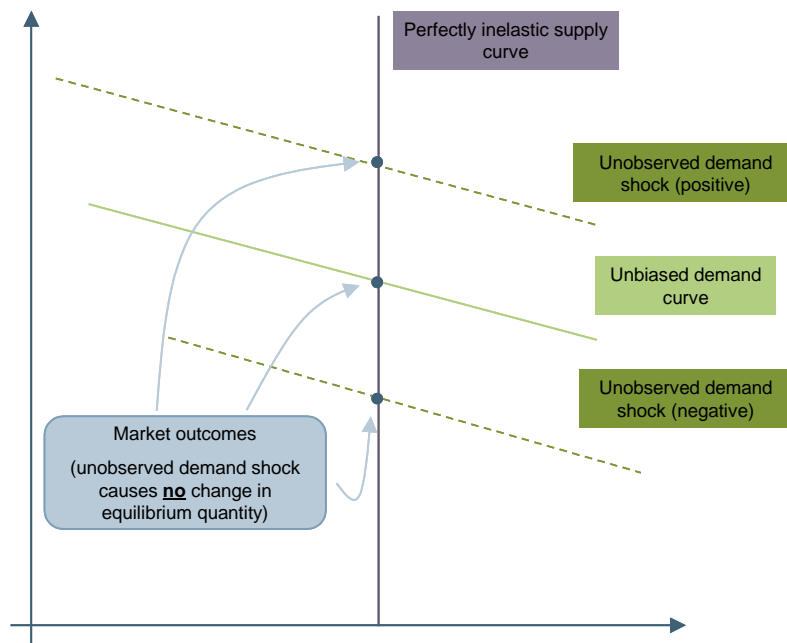 Perfectly inelastic supply
curve
Unobserved demand
shock (positive)
Unbiased demand
curve
Unobserved demand
shock (negative)
Market outcomes
(unobserved demand shock
causes no change in
equilibrium quantity)